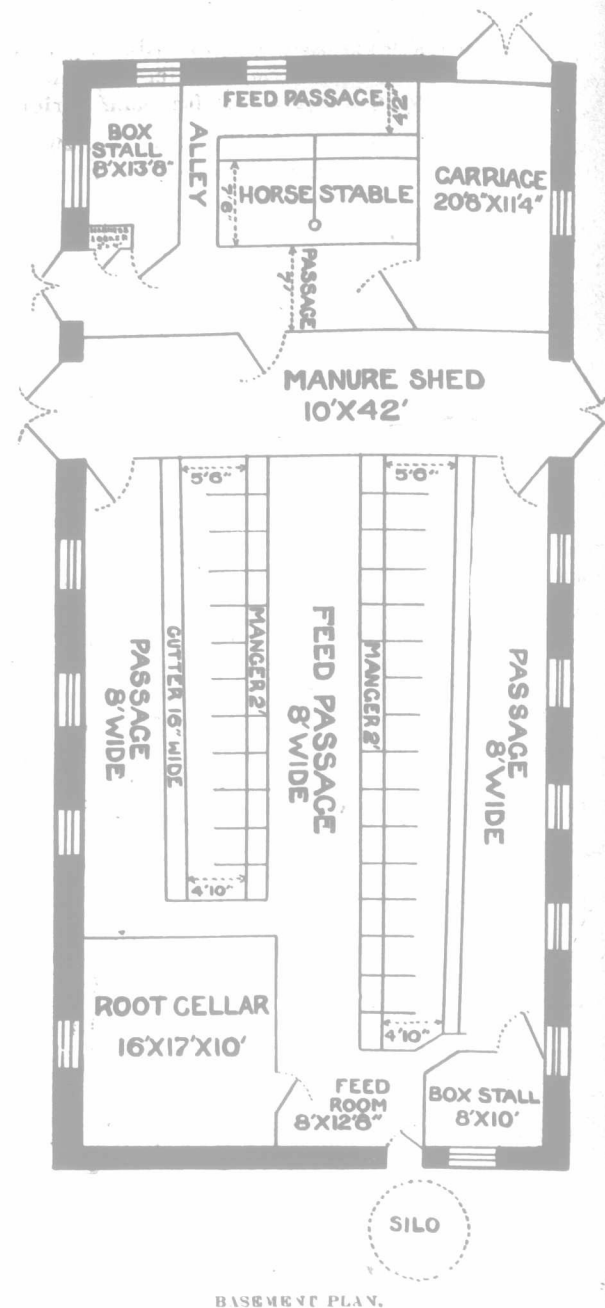 FEED PASSAGE
4'2"
BOX
STALL
8'X13'8"
ALLEY
HORSE STABLE
7'6"
CARRIAGE
20'8"X11'4"
PASSAGE
7'
MANURE SHED
10'X42'
5'6"
5'6"
PASSAGE
8'WIDE
GUTTER 16" WIDE
MANGER 2'
FEED PASSAGE
8'WIDE
MANGER 2'
PASSAGE
8'WIDE
4'10"
4'10"
ROOT CELLAR
16'X17'X10'
FEED
ROOM
8'X12'8"
BOX STALL
8'X10'
SILO
BASEMENT PLAN.